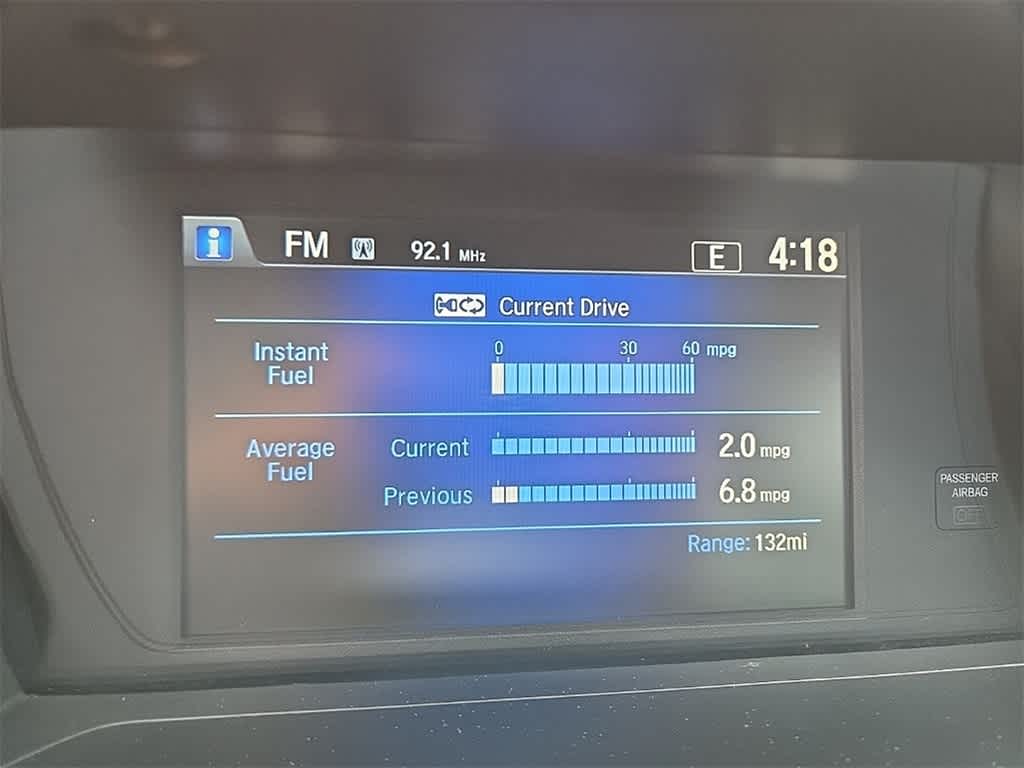 i FM 92.1 MHz E 4:18
Current Drive
0 30 60 mpg
Instant
Fuel
Average
Fuel
Current 2.0 mpg
Previous 6.8 mpg
Range: 132mi
PASSENGER
AIRBAG
OFF